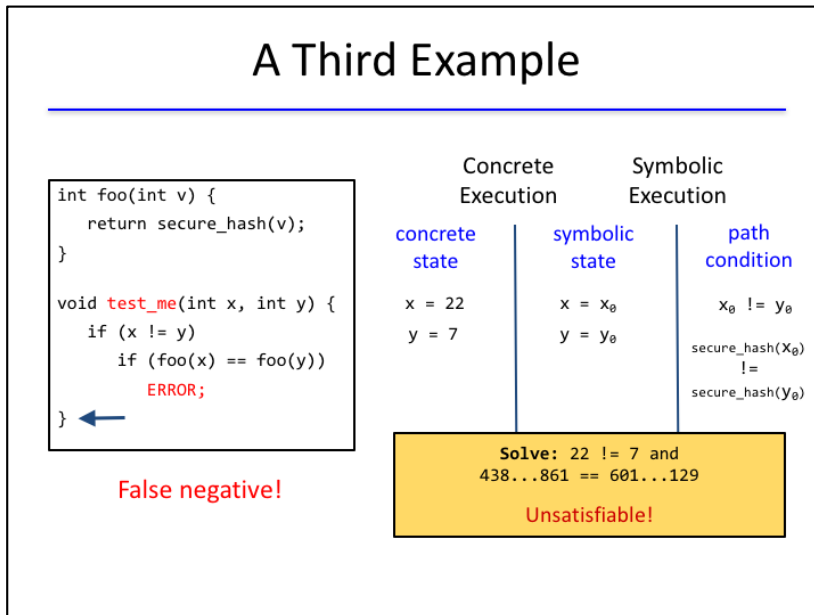 A Third Example
int foo(int v) {
return secure_hash(v);
}
void test_me(int x, int y) {
if (x != y)
if (foo(x) == foo(y))
ERROR;
}
False negative!
Concrete Execution
Symbolic Execution
concrete state
symbolic state
path condition
x = 22
y = 7
x = x₀
y = y₀
x₀ != y₀
secure_hash(x₀)
!=
secure_hash(y₀)
Solve: 22 != 7 and
438...861 == 601...129
Unsatisfiable!